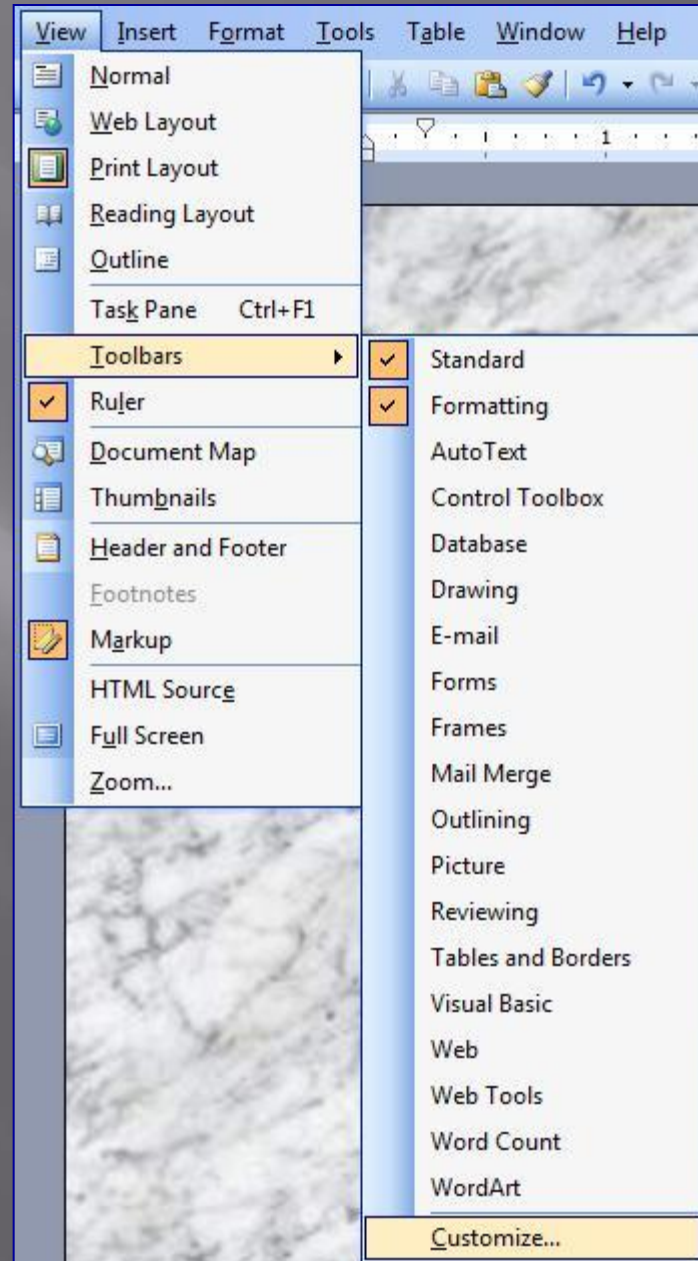 View Insert Format Tools Table Window Help
Normal
Web Layout
Print Layout
Reading Layout
Outline
Task Pane Ctrl+F1
Toolbars
Ruler
Document Map
Thumbnails
Header and Footer
Footnotes
Markup
HTML Source
Full Screen
Zoom...
1
Standard
Formatting
AutoText
Control Toolbox
Database
Drawing
E-mail
Forms
Frames
Mail Merge
Outlining
Picture
Reviewing
Tables and Borders
Visual Basic
Web
Web Tools
Word Count
WordArt
Customize...